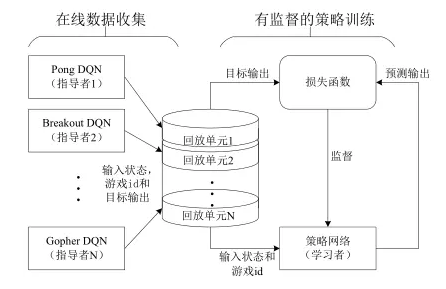 在线数据收集
有监督的策略训练
Pong DQN
（指导者1）
Breakout DQN
（指导者2）
Gopher DQN
（指导者N）
输入状态，
游戏id和
目标输出
回放单元1
回放单元2
回放单元N
目标输出
损失函数
预测输出
监督
输入状态和
游戏id
策略网络
（学习者）